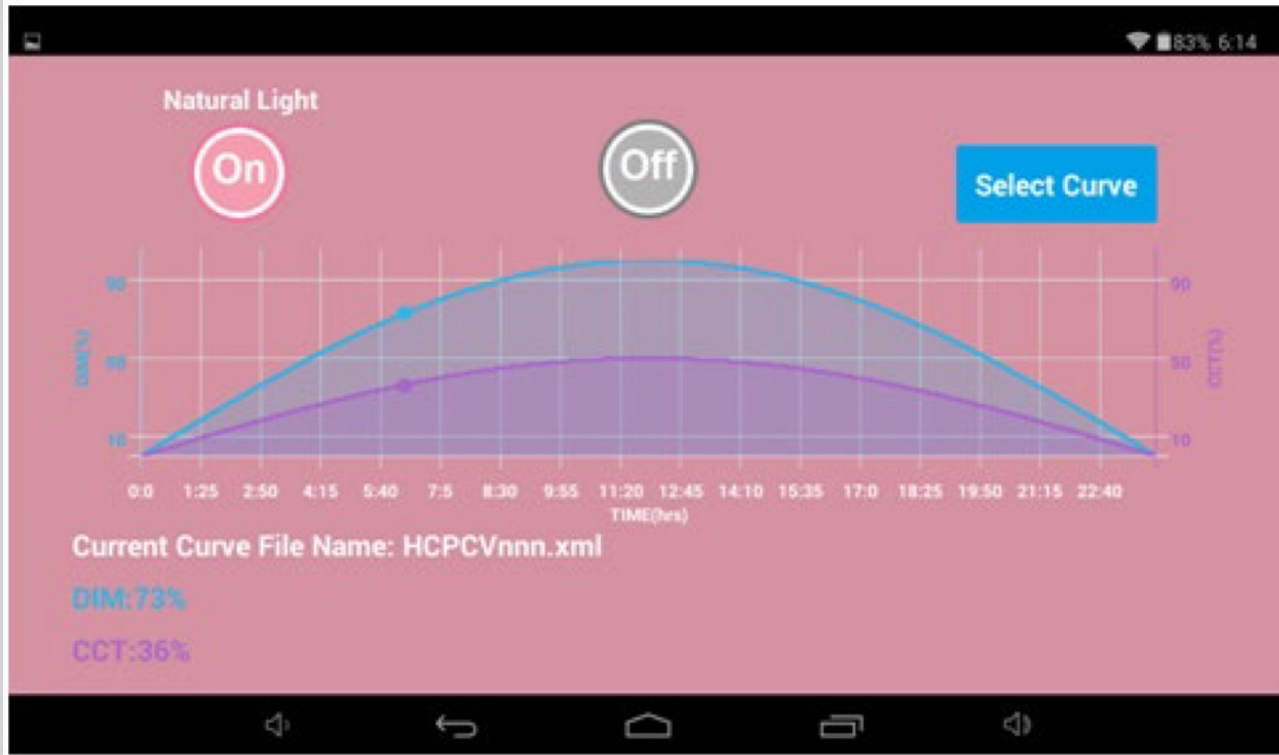 83% 6:14
Natural Light
On
Off
Select Curve
90
90
DIM(%)
50
50
CCT(%)
10
10
0:0 1:25 2:50 4:15 5:40 7:5 8:30 9:55 11:20 12:45 14:10 15:35 17:0 18:25 19:50 21:15 22:40
TIME(hrs)
Current Curve File Name: HCPCVnnn.xml
DIM:73%
CCT:36%